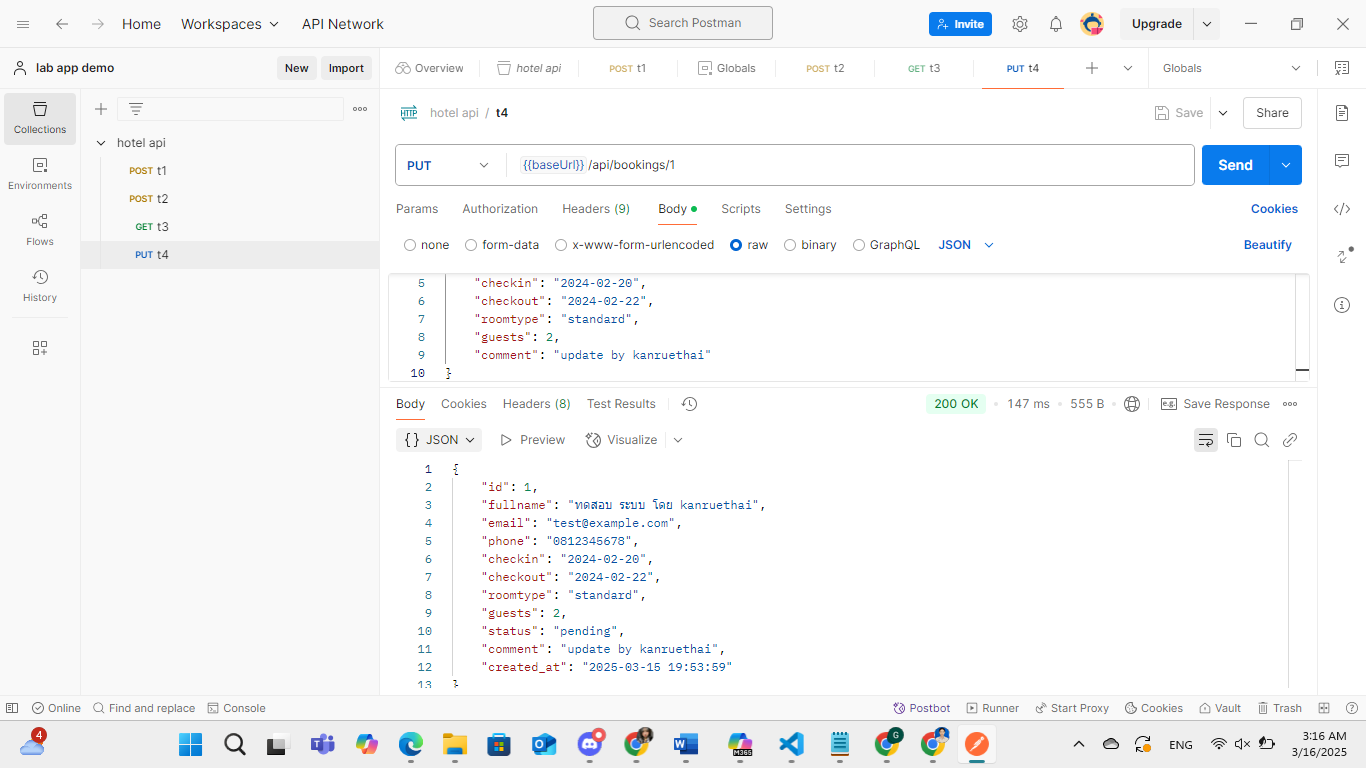 Home Workspaces API Network Search Postman Invite Upgrade
lab app demo New Import Overview hotel api POST t1 Globals POST t2 GET t3 PUT t4 Globals
Collections
Environments
Flows
History
hotel api
POST t1
POST t2
GET t3
PUT t4
HTTP hotel api / t4 Save Share
PUT {{baseUrl}} /api/bookings/1 Send
Params Authorization Headers (9) Body Scripts Settings Cookies
none form-data x-www-form-urlencoded raw binary GraphQL JSON Beautify
5 "checkin": "2024-02-20",
6 "checkout": "2024-02-22",
7 "roomtype": "standard",
8 "guests": 2,
9 "comment": "update by kanruethai"
10 }
Body Cookies Headers (8) Test Results 200 OK 147 ms 555 B e.g. Save Response
{} JSON Preview Visualize
1 {
2 "id": 1,
3 "fullname": "ทดสอบ ระบบ โดย kanruethai",
4 "email": "test@example.com",
5 "phone": "0812345678",
6 "checkin": "2024-02-20",
7 "checkout": "2024-02-22",
8 "roomtype": "standard",
9 "guests": 2,
10 "status": "pending",
11 "comment": "update by kanruethai",
12 "created_at": "2025-03-15 19:53:59"
13 }
Online Find and replace Console Postbot Runner Start Proxy Cookies Vault Trash
4 M365 G ENG 3:16 AM
3/16/2025